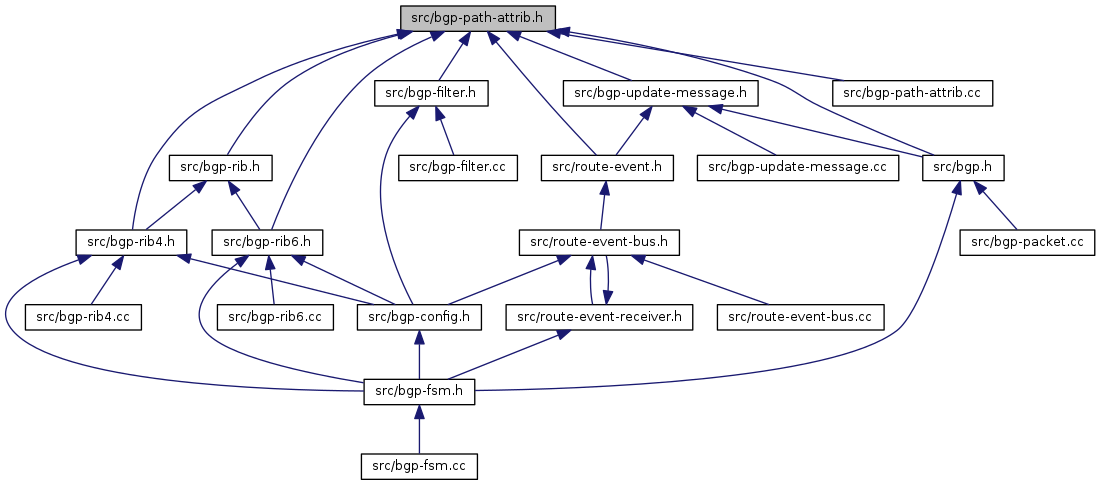 src/bgp-path-attrib.h
src/bgp-filter.h
src/bgp-update-message.h
src/bgp-path-attrib.cc
src/bgp-rib.h
src/bgp-filter.cc
src/route-event.h
src/bgp-update-message.cc
src/bgp.h
src/bgp-rib4.h
src/bgp-rib6.h
src/route-event-bus.h
src/bgp-packet.cc
src/bgp-rib4.cc
src/bgp-rib6.cc
src/bgp-config.h
src/route-event-receiver.h
src/route-event-bus.cc
src/bgp-fsm.h
src/bgp-fsm.cc